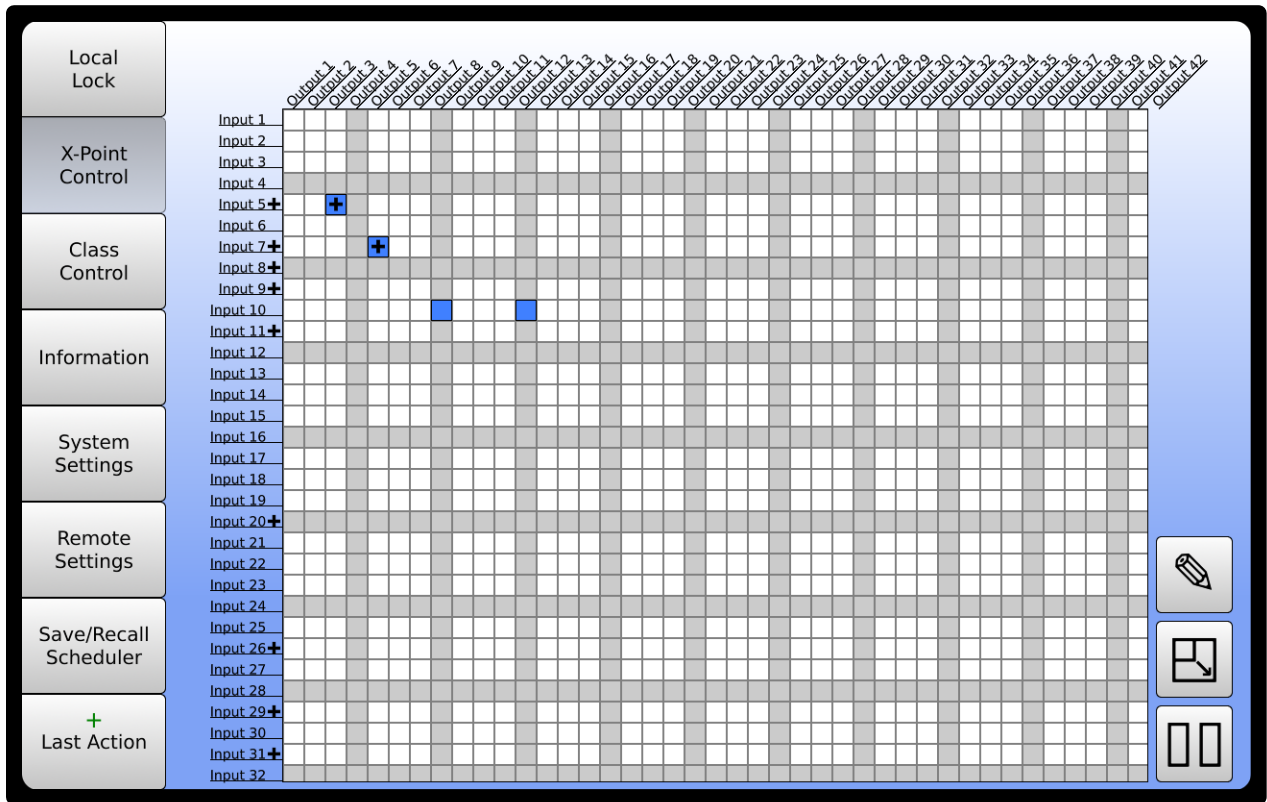 Local
Lock
X-Point
Control
Class
Control
Information
System
Settings
Remote
Settings
Save/Recall
Scheduler
+
Last Action
Output 1
Output 2
Output 3
Output 4
Output 5
Output 6
Output 7
Output 8
Output 9
Output 10
Output 11
Output 12
Output 13
Output 14
Output 15
Output 16
Output 17
Output 18
Output 19
Output 20
Output 21
Output 22
Output 23
Output 24
Output 25
Output 26
Output 27
Output 28
Output 29
Output 30
Output 31
Output 32
Output 33
Output 34
Output 35
Output 36
Output 37
Output 38
Output 39
Output 40
Output 41
Output 42
Input 1
Input 2
Input 3
Input 4
Input 5+
Input 6
Input 7+
Input 8+
Input 9+
Input 10
Input 11+
Input 12
Input 13
Input 14
Input 15
Input 16
Input 17
Input 18
Input 19
Input 20+
Input 21
Input 22
Input 23
Input 24
Input 25
Input 26+
Input 27
Input 28
Input 29+
Input 30
Input 31+
Input 32